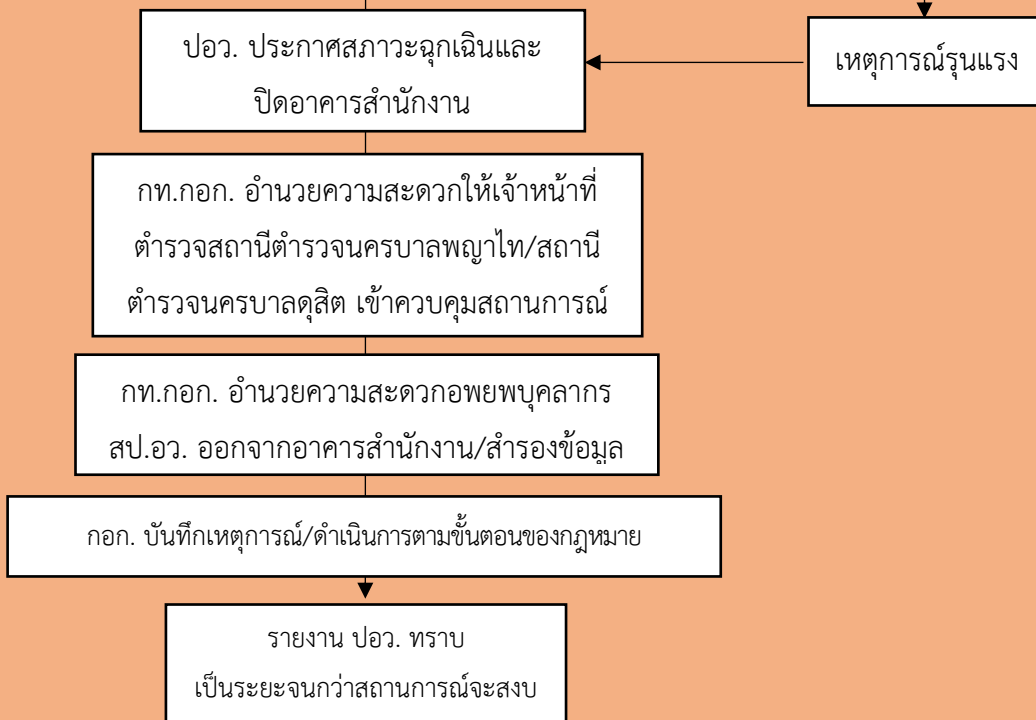 ปอว. ประกาศสภาวะฉุกเฉินและ
ปิดอาคารสำนักงาน
เหตุการณ์รุนแรง
กท.กอก. อำนวยความสะดวกให้เจ้าหน้าที่
ตำรวจสถานีตำรวจนครบาลพญาไท/สถานี
ตำรวจนครบาลดุสิต เข้าควบคุมสถานการณ์
กท.กอก. อำนวยความสะดวกอพยพบุคลากร
สป.อว. ออกจากอาคารสำนักงาน/สำรองข้อมูล
กอก. บันทึกเหตุการณ์/ดำเนินการตามขั้นตอนของกฎหมาย
รายงาน ปอว. ทราบ
เป็นระยะจนกว่าสถานการณ์จะสงบ